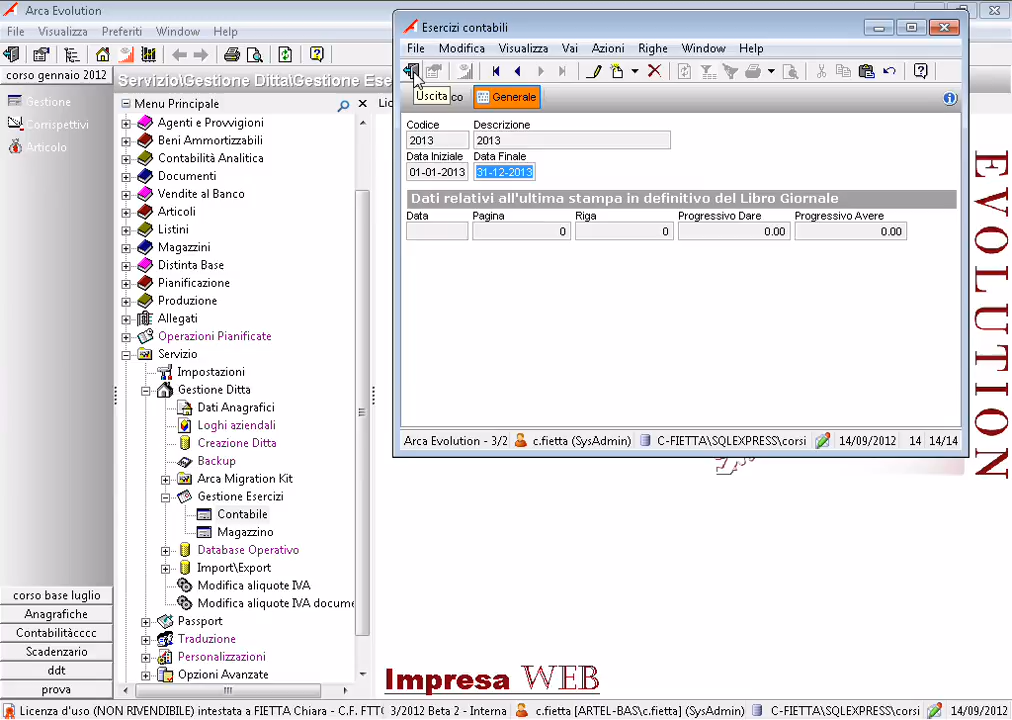 Arca Evolution
File Visualizza Preferiti Window Help
corso gennaio 2012
Servizio\Gestione Ditta\Gestione Ese
Gestione
Corrispettivi
Articolo
Menu Principale
Agenti e Provvigioni
Beni Ammortizzabili
Contabilità Analitica
Documenti
Vendite al Banco
Articoli
Listini
Magazzini
Distinta Base
Pianificazione
Produzione
Allegati
Operazioni Pianificate
Servizio
Impostazioni
Gestione Ditta
Dati Anagrafici
Loghi aziendali
Creazione Ditta
Backup
Arca Migration Kit
Gestione Esercizi
Contabile
Magazzino
Database Operativo
Import\Export
Modifica aliquote IVA
Modifica aliquote IVA docume
Passport
Traduzione
Personalizzazioni
Opzioni Avanzate
corso base luglio
Anagrafiche
Contabilitàcccc
Scadenzario
ddt
prova
Lic
Esercizi contabili
File Modifica Visualizza Vai Azioni Righe Window Help
Uscita co Generale
Codice Descrizione
2013 2013
Data Iniziale Data Finale
01-01-2013 31-12-2013
Dati relativi all'ultima stampa in definitivo del Libro Giornale
Data Pagina Riga Progressivo Dare Progressivo Avere
0 0 0.00 0.00
Arca Evolution - 3/2 c.fietta (SysAdmin) C-FIETTA\SQLEXPRESS\corsi 14/09/2012 14 14/14
EVOLUTION
Impresa WEB
Licenza d'uso (NON RIVENDIBILE) intestata a FIETTA Chiara - C.F. FTT( 3/2012 Beta 2 - Interna c.fietta [ARTEL-BAS\c.fietta] (SysAdmin) C-FIETTA\SQLEXPRESS\corsi 14/09/2012